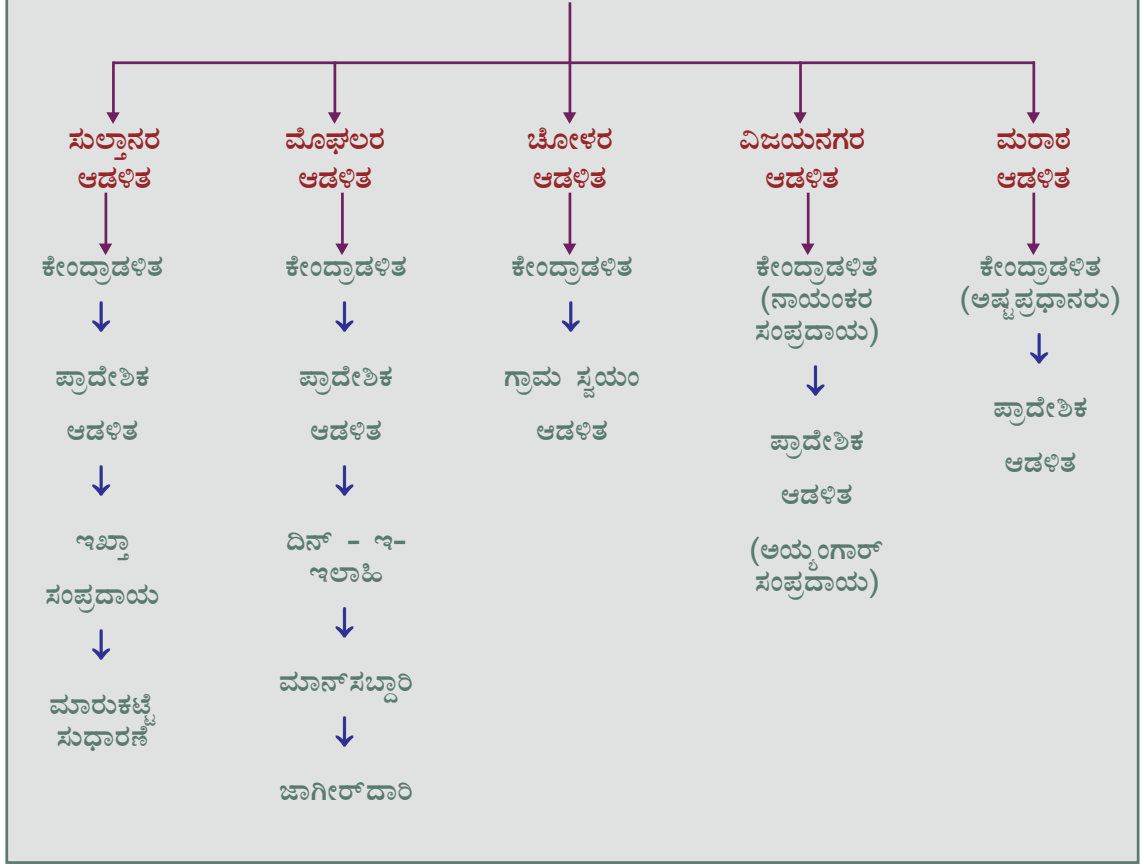 ಸುಲ್ತಾನರ
ಆಡಳಿತ
ಕೇಂದ್ರಾಡಳಿತ
ಪ್ರಾದೇಶಿಕ
ಆಡಳಿತ
ಇಖ್ತಾ
ಸಂಪ್ರದಾಯ
ಮಾರುಕಟ್ಟೆ
ಸುಧಾರಣೆ
ಮೊಘಲರ
ಆಡಳಿತ
ಕೇಂದ್ರಾಡಳಿತ
ಪ್ರಾದೇಶಿಕ
ಆಡಳಿತ
ದಿನ್ - ಇ-
ಇಲಾಹಿ
ಮಾನ್‌ಸಬ್ದಾರಿ
ಜಾಗೀರ್‌ದಾರಿ
ಚೋಳರ
ಆಡಳಿತ
ಕೇಂದ್ರಾಡಳಿತ
ಗ್ರಾಮ ಸ್ವಯಂ
ಆಡಳಿತ
ವಿಜಯನಗರ
ಆಡಳಿತ
ಕೇಂದ್ರಾಡಳಿತ
(ನಾಯಂಕರ
ಸಂಪ್ರದಾಯ)
ಪ್ರಾದೇಶಿಕ
ಆಡಳಿತ
(ಅಯ್ಯಂಗಾರ್
ಸಂಪ್ರದಾಯ)
ಮರಾಠ
ಆಡಳಿತ
ಕೇಂದ್ರಾಡಳಿತ
(ಅಷ್ಟಪ್ರಧಾನರು)
ಪ್ರಾದೇಶಿಕ
ಆಡಳಿತ